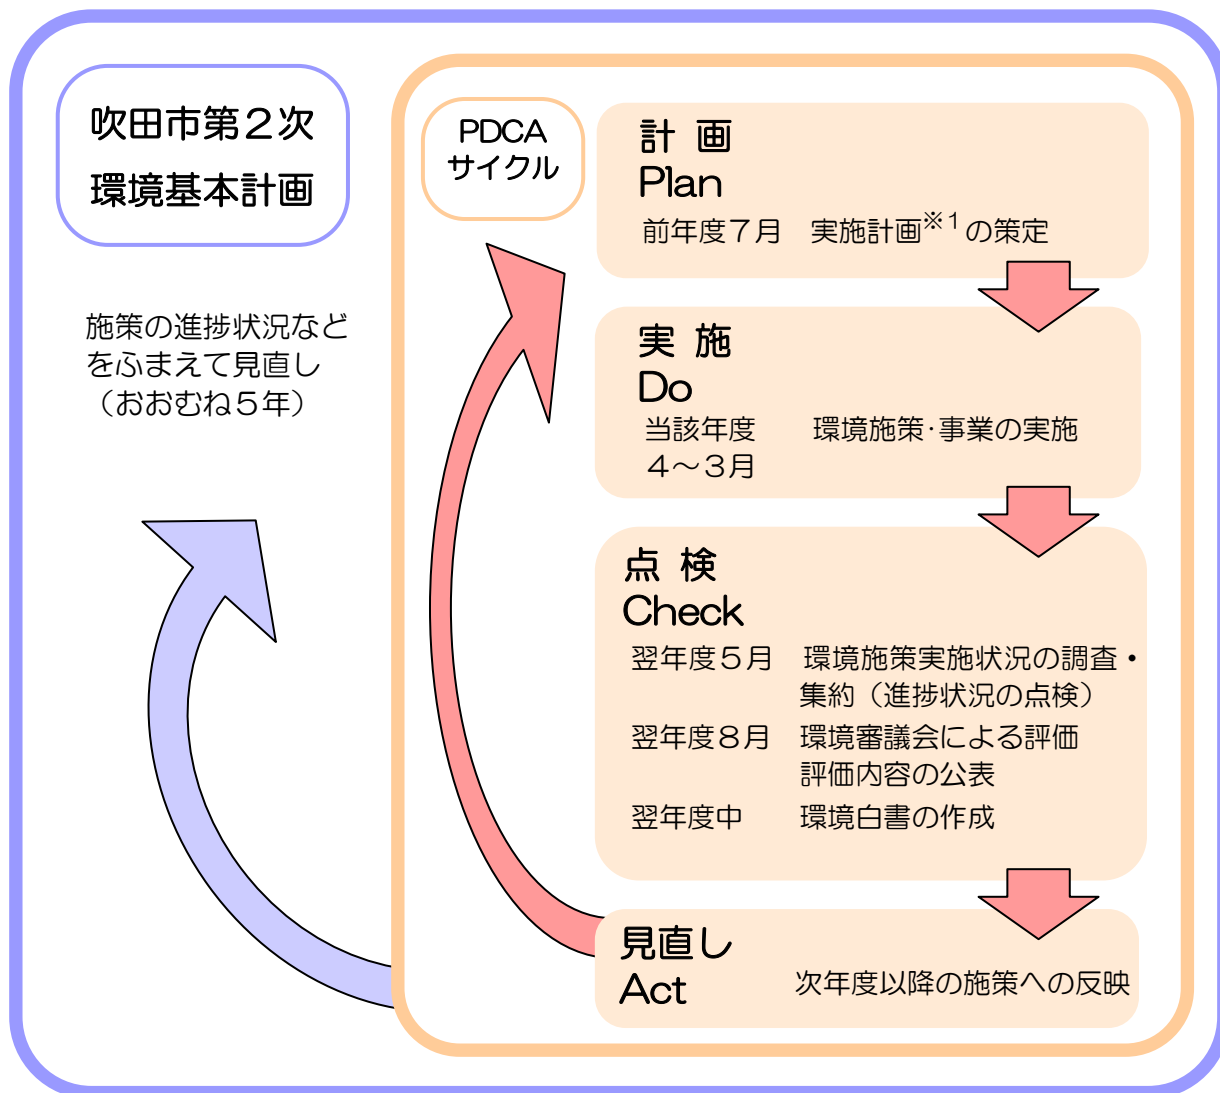 吹田市第２次
環境基本計画
施策の進捗状況など
をふまえて見直し
（おおむね５年）
PDCA
サイクル
計 画
Plan
前年度７月　実施計画※１の策定
実 施
Do
当該年度　　環境施策･事業の実施
４～３月
点 検
Check
翌年度５月　環境施策実施状況の調査・
集約（進捗状況の点検）
翌年度８月　環境審議会による評価
評価内容の公表
翌年度中　　環境白書の作成
見直し
Act
次年度以降の施策への反映